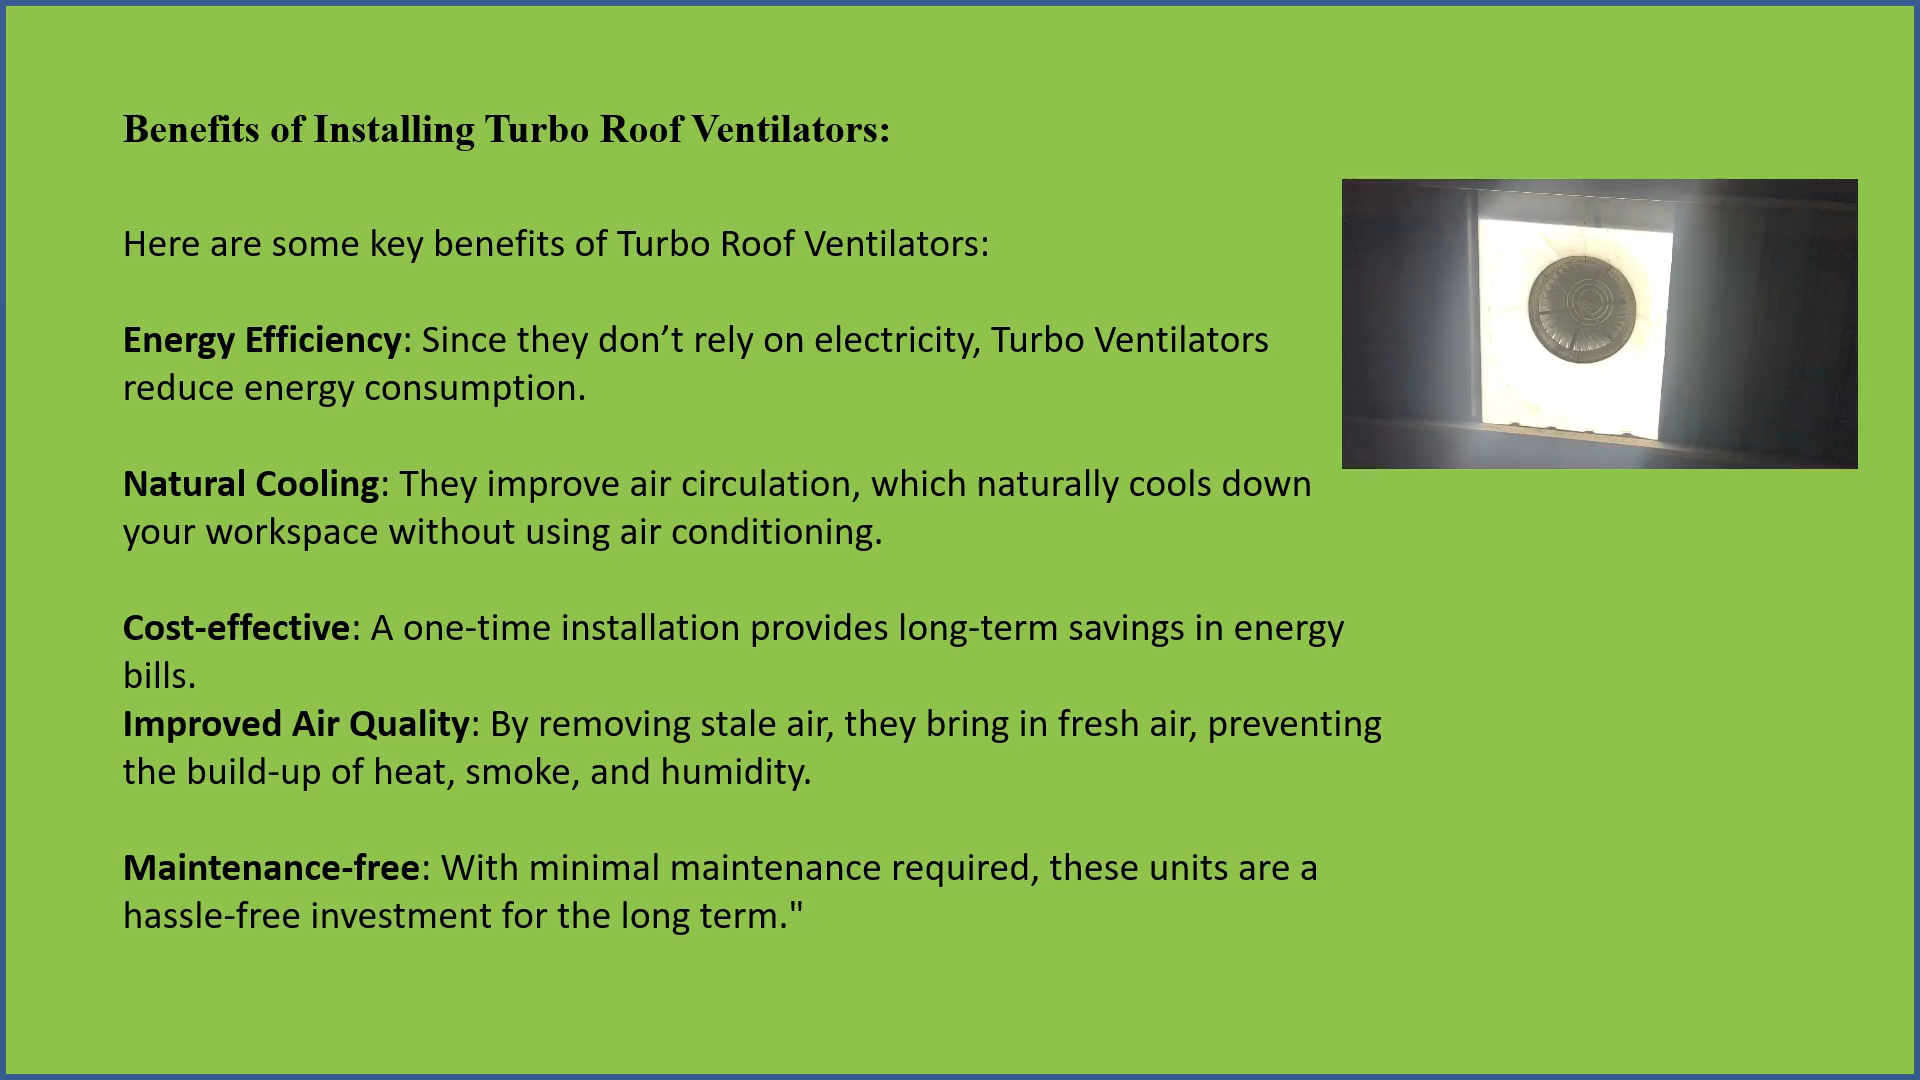 Benefits of Installing Turbo Roof Ventilators:
Here are some key benefits of Turbo Roof Ventilators:
Energy Efficiency: Since they don’t rely on electricity, Turbo Ventilators
reduce energy consumption.
Natural Cooling: They improve air circulation, which naturally cools down
your workspace without using air conditioning.
Cost-effective: A one-time installation provides long-term savings in energy
bills.
Improved Air Quality: By removing stale air, they bring in fresh air, preventing
the build-up of heat, smoke, and humidity.
Maintenance-free: With minimal maintenance required, these units are a
hassle-free investment for the long term."